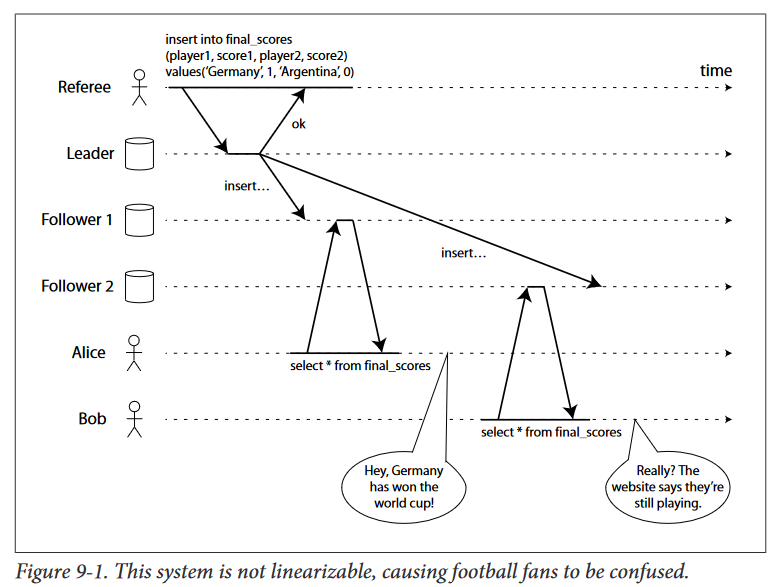 insert into final_scores
(player1, score1, player2, score2)
values(‘Germany’, 1, ‘Argentina’, 0)
time
Referee
ok
Leader
insert…
Follower 1
insert…
Follower 2
Alice
select * from final_scores
Bob
select * from final_scores
Hey, Germany
has won the
world cup!
Really? The
website says they’re
still playing.
Figure 9-1. This system is not linearizable, causing football fans to be confused.